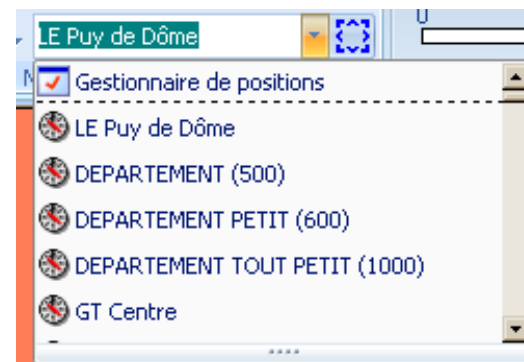 LE Puy de Dôme
Gestionnaire de positions
LE Puy de Dôme
DEPARTEMENT (500)
DEPARTEMENT PETIT (600)
DEPARTEMENT TOUT PETIT (1000)
GT Centre